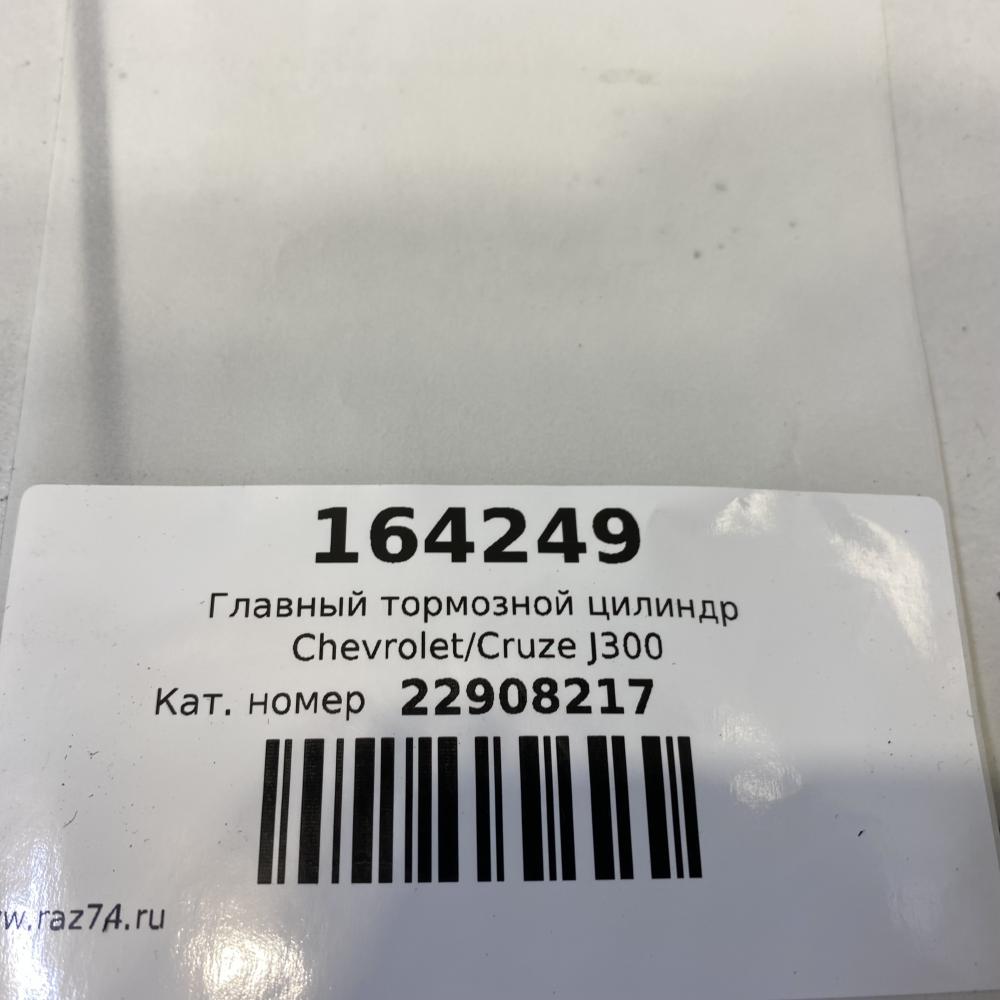 164249
Главный тормозной цилиндр
Chevrolet/Cruze J300
Кат. номер 22908217
w.raz74.ru